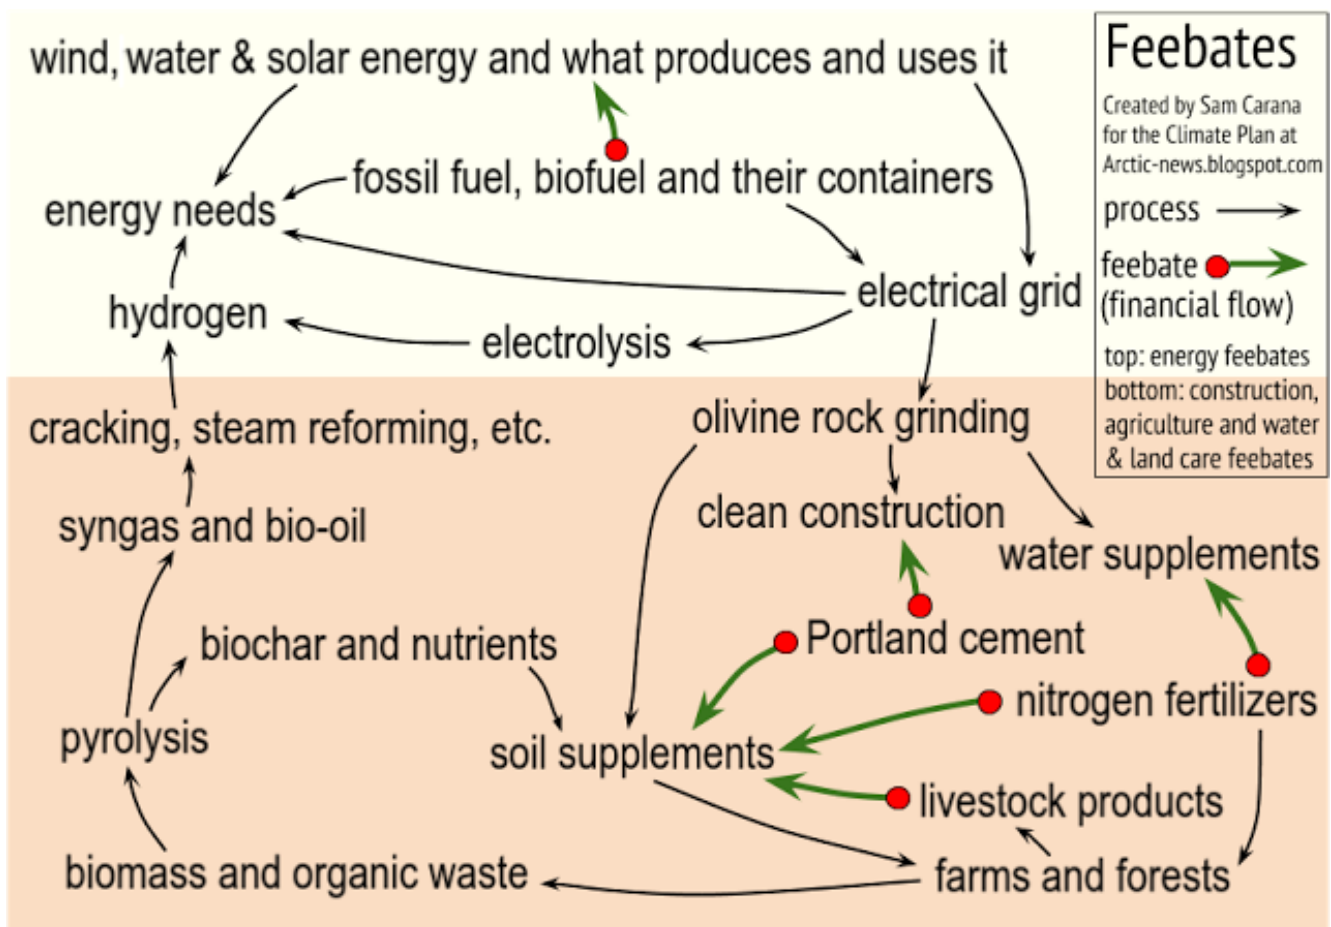 wind, water & solar energy and what produces and uses it
fossil fuel, biofuel and their containers
energy needs
electrical grid
hydrogen
electrolysis
cracking, steam reforming, etc.
olivine rock grinding
clean construction
syngas and bio-oil
water supplements
biochar and nutrients
Portland cement
nitrogen fertilizers
pyrolysis
soil supplements
livestock products
biomass and organic waste
farms and forests
Feebates
Created by Sam Carana
for the Climate Plan at
Arctic-news.blogspot.com
process
feebate
(financial flow)
top: energy feebates
bottom: construction,
agriculture and water
& land care feebates